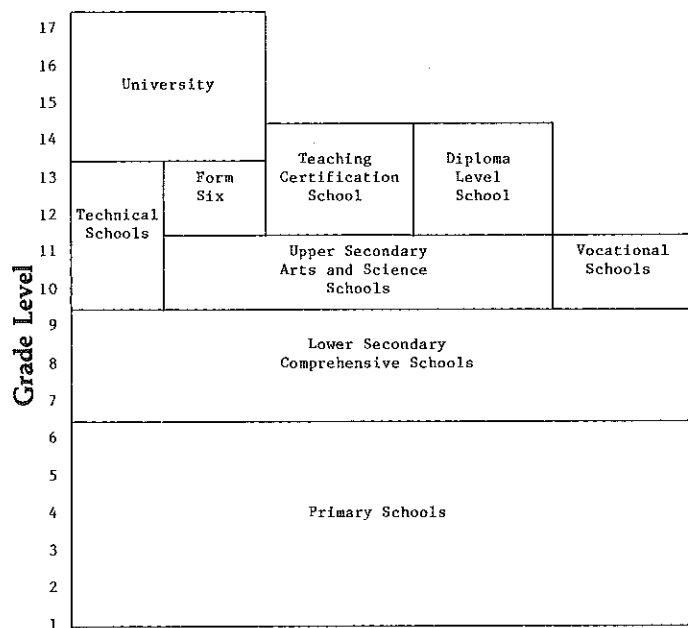 17
16
University
15
14
Teaching
Certification
School
Diploma
Level
School
13
Form
Six
12
Technical
Schools
11
Upper Secondary
Arts and Science
Schools
Vocational
Schools
10
Grade Level
9
Lower Secondary
Comprehensive Schools
8
7
6
5
4
Primary Schools
3
2
1